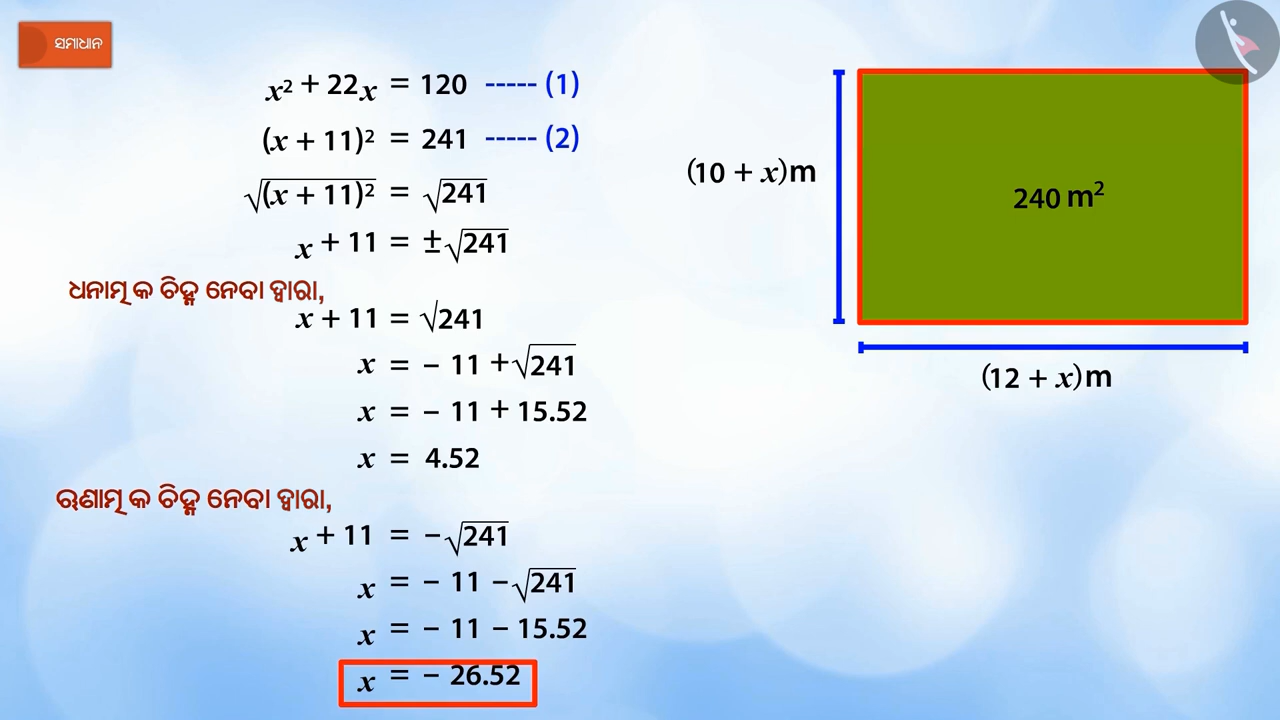 ସମାଧାନ
x² + 22x = 120 ----- (1)
(x + 11)² = 241 ----- (2)
√(x + 11)² = √241
x + 11 = ±√241
ଧନାତ୍ମକ ଚିହ୍ନ ନେବା ଦ୍ୱାରା,
x + 11 = √241
x = – 11 + √241
x = – 11 + 15.52
x = 4.52
ଋଣାତ୍ମକ ଚିହ୍ନ ନେବା ଦ୍ୱାରା,
x + 11 = –√241
x = – 11 – √241
x = – 11 – 15.52
x = – 26.52
(10 + x)m
240 m²
(12 + x)m